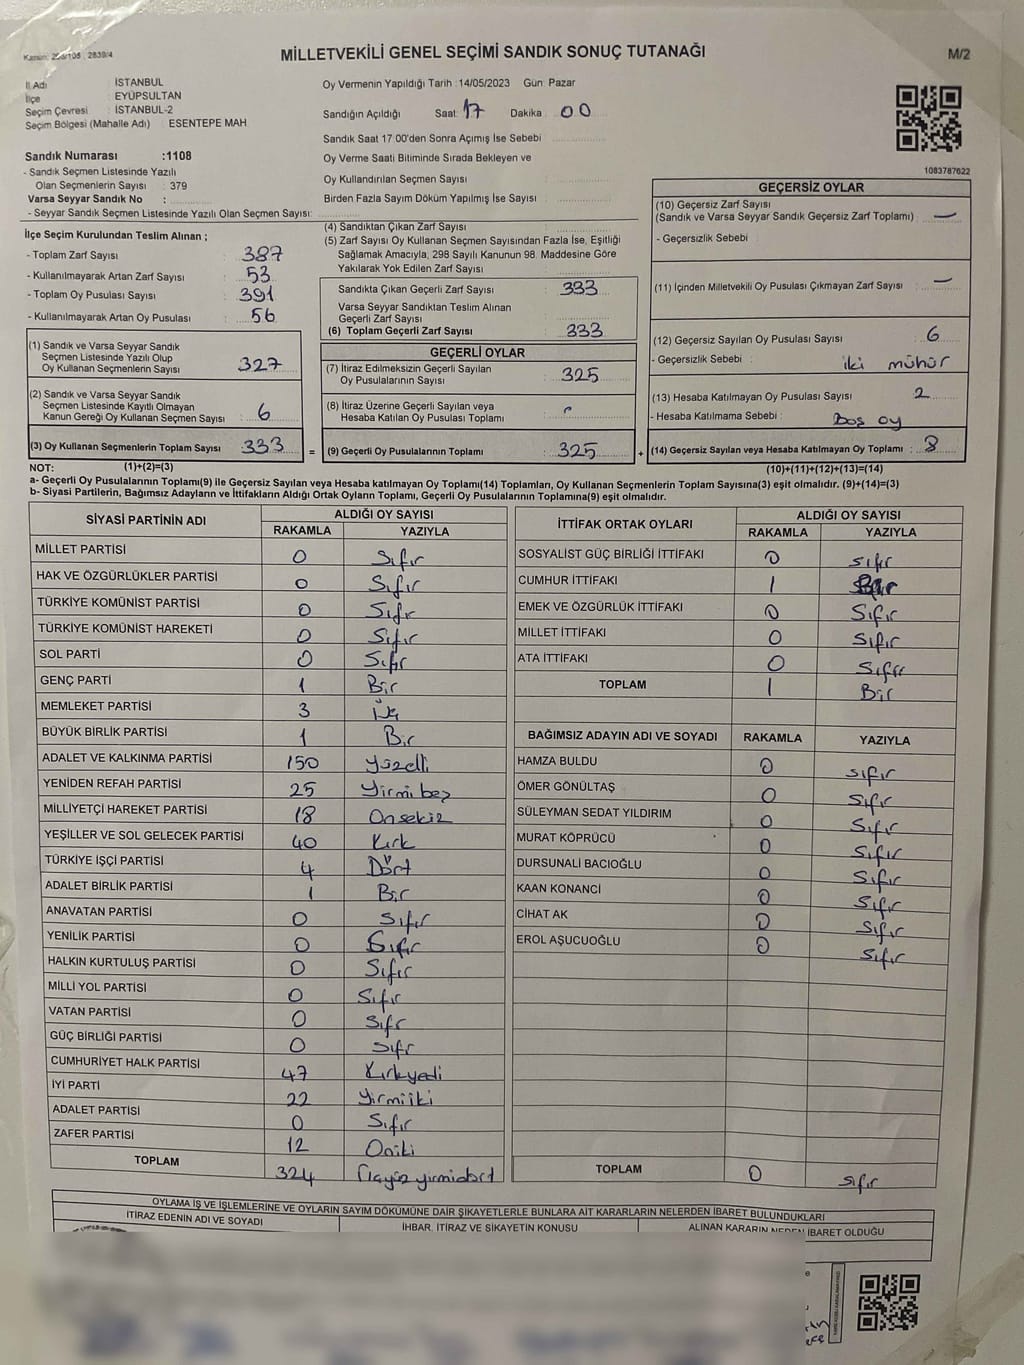 Kanun: 298/105, 2839/4
MİLLETVEKİLİ GENEL SEÇİMİ SANDIK SONUÇ TUTANAĞI
M/2
İl Adı : İSTANBUL
İlçe : EYÜPSULTAN
Seçim Çevresi : İSTANBUL-2
Seçim Bölgesi (Mahalle Adı) : ESENTEPE MAH
Sandık Numarası :1108
- Sandık Seçmen Listesinde Yazılı
Olan Seçmenlerin Sayısı : 379
Varsa Seyyar Sandık No :
- Seyyar Sandık Seçmen Listesinde Yazılı Olan Seçmen Sayısı:
Oy Vermenin Yapıldığı Tarih : 14/05/2023 Gün: Pazar
Sandığın Açıldığı Saat: 17 Dakika : 00
Sandık Saat 17:00'den Sonra Açımış İse Sebebi
Oy Verme Saati Bitiminde Sırada Bekleyen ve
Oy Kullandırılan Seçmen Sayısı
Birden Fazla Sayım Döküm Yapılmış İse Sayısı :
1083787622
İlçe Seçim Kurulundan Teslim Alınan ;
- Toplam Zarf Sayısı : 387
- Kullanılmayarak Artan Zarf Sayısı : 53
- Toplam Oy Pusulası Sayısı : 391
- Kullanılmayarak Artan Oy Pusulası : 56
(1) Sandık ve Varsa Seyyar Sandık
Seçmen Listesinde Yazılı Olup
Oy Kullanan Seçmenlerin Sayısı : 327
(2) Sandık ve Varsa Seyyar Sandık
Seçmen Listesinde Kayıtlı Olmayan
Kanun Gereği Oy Kullanan Seçmen Sayısı : 6
(3) Oy Kullanan Seçmenlerin Toplam Sayısı : 333
(4) Sandıktan Çıkan Zarf Sayısı :
(5) Zarf Sayısı Oy Kullanan Seçmen Sayısından Fazla İse, Eşitliği
Sağlamak Amacıyla, 298 Sayılı Kanunun 98. Maddesine Göre
Yakılarak Yok Edilen Zarf Sayısı :
Sandıkta Çıkan Geçerli Zarf Sayısı : 333
Varsa Seyyar Sandıktan Teslim Alınan
Geçerli Zarf Sayısı :
(6) Toplam Geçerli Zarf Sayısı : 333
GEÇERLİ OYLAR
(7) İtiraz Edilmeksizin Geçerli Sayılan
Oy Pusulalarının Sayısı : 325
(8) İtiraz Üzerine Geçerli Sayılan veya
Hesaba Katılan Oy Pusulası Toplamı :
= (9) Geçerli Oy Pusulalarının Toplamı : 325
GEÇERSİZ OYLAR
(10) Geçersiz Zarf Sayısı
(Sandık ve Varsa Seyyar Sandık Geçersiz Zarf Toplamı) : —
- Geçersizlik Sebebi :
(11) İçinden Milletvekili Oy Pusulası Çıkmayan Zarf Sayısı : —
(12) Geçersiz Sayılan Oy Pusulası Sayısı : 6
- Geçersizlik Sebebi : iki mühür
(13) Hesaba Katılmayan Oy Pusulası Sayısı : 2
- Hesaba Katılmama Sebebi : Boş oy
+ (14) Geçersiz Sayılan veya Hesaba Katılmayan Oy Toplamı : 8
NOT: (1)+(2)=(3) (10)+(11)+(12)+(13)=(14)
a- Geçerli Oy Pusulalarının Toplamı(9) ile Geçersiz Sayılan veya Hesaba katılmayan Oy Toplamı(14) Toplamları, Oy Kullanan Seçmenlerin Toplam Sayısına(3) eşit olmalıdır. (9)+(14)=(3)
b- Siyasi Partilerin, Bağımsız Adayların ve İttifakların Aldığı Ortak Oyların Toplamı, Geçerli Oy Pusulalarının Toplamına(9) eşit olmalıdır.
SİYASİ PARTİNİN ADI ALDIĞI OY SAYISI
RAKAMLA YAZIYLA
MİLLET PARTİSİ 0 Sıfır
HAK VE ÖZGÜRLÜKLER PARTİSİ 0 Sıfır
TÜRKİYE KOMÜNİST PARTİSİ 0 Sıfır
TÜRKİYE KOMÜNİST HAREKETİ 0 Sıfır
SOL PARTİ 0 Sıfır
GENÇ PARTİ 1 Bir
MEMLEKET PARTİSİ 3 Üç
BÜYÜK BİRLİK PARTİSİ 1 Bir
ADALET VE KALKINMA PARTİSİ 150 Yüzelli
YENİDEN REFAH PARTİSİ 25 Yirmibeş
MİLLİYETÇİ HAREKET PARTİSİ 18 Onsekiz
YEŞİLLER VE SOL GELECEK PARTİSİ 40 Kırk
TÜRKİYE İŞÇİ PARTİSİ 4 Dört
ADALET BİRLİK PARTİSİ 1 Bir
ANAVATAN PARTİSİ 0 Sıfır
YENİLİK PARTİSİ 0 Sıfır
HALKIN KURTULUŞ PARTİSİ 0 Sıfır
MİLLİ YOL PARTİSİ 0 Sıfır
VATAN PARTİSİ 0 Sıfr
GÜÇ BİRLİĞİ PARTİSİ 0 Sıfr
CUMHURİYET HALK PARTİSİ 47 Kırkyedi
İYİ PARTİ 22 Yirmiiki
ADALET PARTİSİ 0 Sıfır
ZAFER PARTİSİ 12 Oniki
TOPLAM 324 Üçyüzyirmidört
İTTİFAK ORTAK OYLARI ALDIĞI OY SAYISI
RAKAMLA YAZIYLA
SOSYALİST GÜÇ BİRLİĞİ İTTİFAKI 0 Sıfır
CUMHUR İTTİFAKI 1 Bir
EMEK VE ÖZGÜRLÜK İTTİFAKI 0 Sıfır
MİLLET İTTİFAKI 0 Sıfır
ATA İTTİFAKI 0 Sıfır
TOPLAM 1 Bir
BAĞIMSIZ ADAYIN ADI VE SOYADI RAKAMLA YAZIYLA
HAMZA BULDU 0 Sıfır
ÖMER GÖNÜLTAŞ 0 Sıfır
SÜLEYMAN SEDAT YILDIRIM 0 Sıfır
MURAT KÖPRÜCÜ 0 Sıfır
DURSUNALİ BACIOĞLU 0 Sıfır
KAAN KONANCİ 0 Sıfır
CİHAT AK 0 Sıfır
EROL AŞUCUOĞLU 0 Sıfır
TOPLAM 0 Sıfır
OYLAMA İŞ VE İŞLEMLERİNE VE OYLARIN SAYIM DÖKÜMÜNE DAİR ŞİKAYETLERLE BUNLARA AİT KARARLARIN NELERDEN İBARET BULUNDUKLARI
İTİRAZ EDENİN ADI VE SOYADI İHBAR, İTİRAZ VE ŞİKAYETİN KONUSU ALINAN KARARIN NEDEN İBARET OLDUĞU